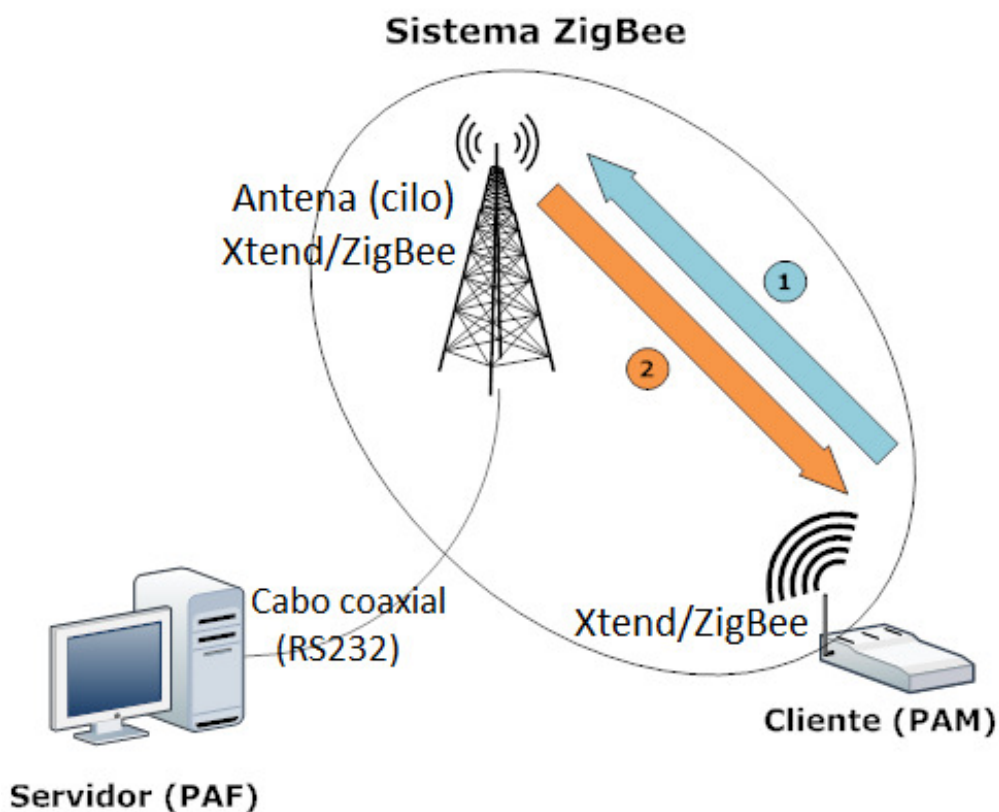 Sistema ZigBee
Antena (cilo)
Xtend/ZigBee
1
2
Cabo coaxial
(RS232)
Xtend/ZigBee
Cliente (PAM)
Servidor (PAF)